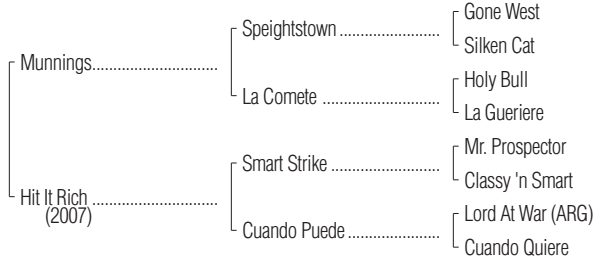 Gone West
Speightstown
Silken Cat
Munnings
Holy Bull
La Comete
La Gueriere
Mr. Prospector
Smart Strike
Classy 'n Smart
Hit It Rich
(2007)
Lord At War (ARG)
Cuando Puede
Cuando Quiere